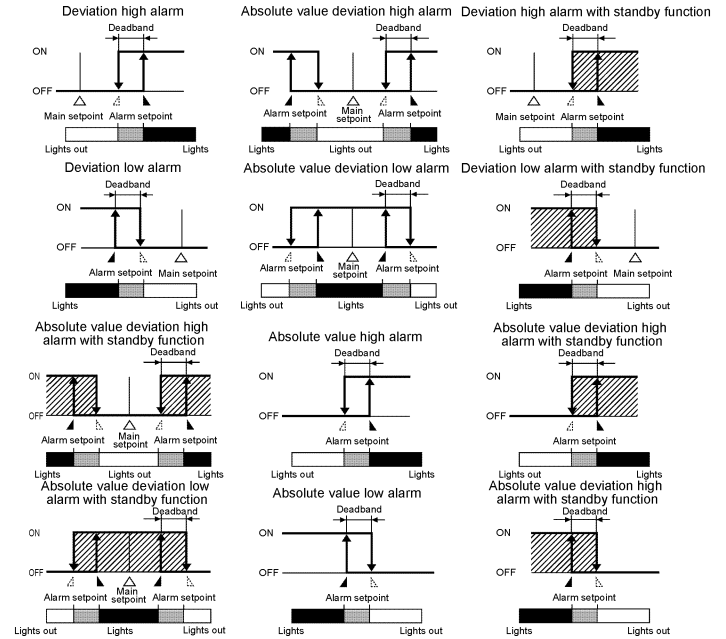 Deviation high alarm
Deadband
ON
OFF
Main setpoint Alarm setpoint
Lights out Lights
Absolute value deviation high alarm
Deadband
ON
OFF
Alarm setpoint Main setpoint Alarm setpoint
Lights Lights out Lights
Deviation high alarm with standby function
Deadband
ON
OFF
Main setpoint Alarm setpoint
Lights out Lights
Deviation low alarm
Deadband
ON
OFF
Alarm setpoint Main setpoint
Lights Lights out
Absolute value deviation low alarm
Deadband
ON
OFF
Alarm setpoint Main setpoint Alarm setpoint
Lights out Lights Lights out
Deviation low alarm with standby function
Deadband
ON
OFF
Alarm setpoint Main setpoint
Lights Lights out
Absolute value deviation high
alarm with standby function
Deadband
ON
OFF
Alarm setpoint Main setpoint Alarm setpoint
Lights Lights out Lights
Absolute value high alarm
Deadband
ON
OFF
Alarm setpoint
Lights out Lights
Absolute value deviation high
alarm with standby function
Deadband
ON
OFF
Alarm setpoint
Lights out Lights
Absolute value deviation low
alarm with standby function
Deadband
ON
OFF
Alarm setpoint Main setpoint Alarm setpoint
Lights out Lights Lights out
Absolute value low alarm
Deadband
ON
OFF
Alarm setpoint
Lights Lights out
Absolute value deviation high
alarm with standby function
Deadband
ON
OFF
Alarm setpoint
Lights Lights out